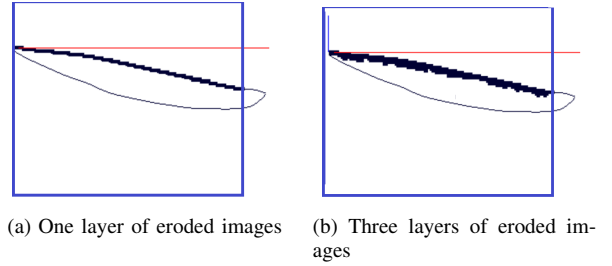 (a) One layer of eroded images
(b) Three layers of eroded im-
ages